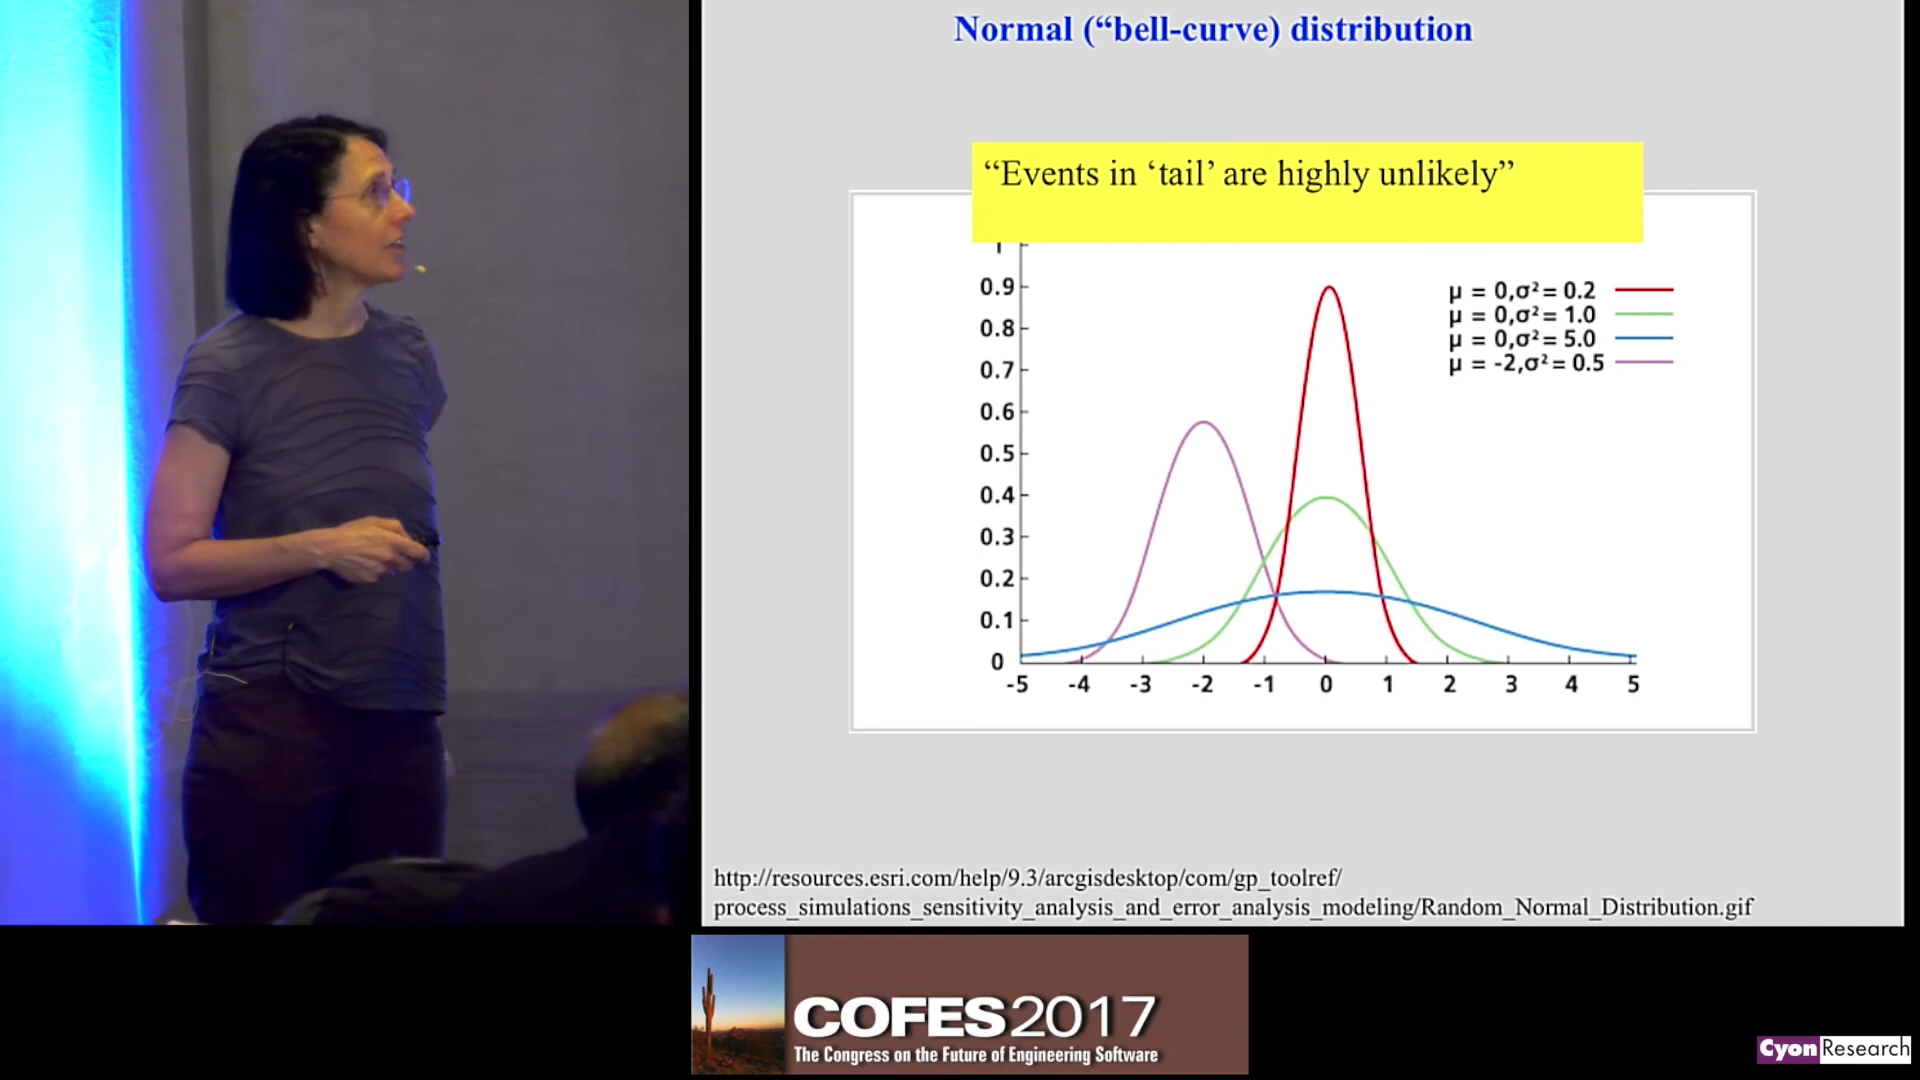 Normal (“bell-curve) distribution
“Events in ‘tail’ are highly unlikely”
0.9
0.8
0.7
0.6
0.5
0.4
0.3
0.2
0.1
0
-5 -4 -3 -2 -1 0 1 2 3 4 5
μ = 0,σ²= 0.2
μ = 0,σ²= 1.0
μ = 0,σ²= 5.0
μ = -2,σ²= 0.5
http://resources.esri.com/help/9.3/arcgisdesktop/com/gp_toolref/
process_simulations_sensitivity_analysis_and_error_analysis_modeling/Random_Normal_Distribution.gif
COFES2017
The Congress on the Future of Engineering Software
CyonResearch